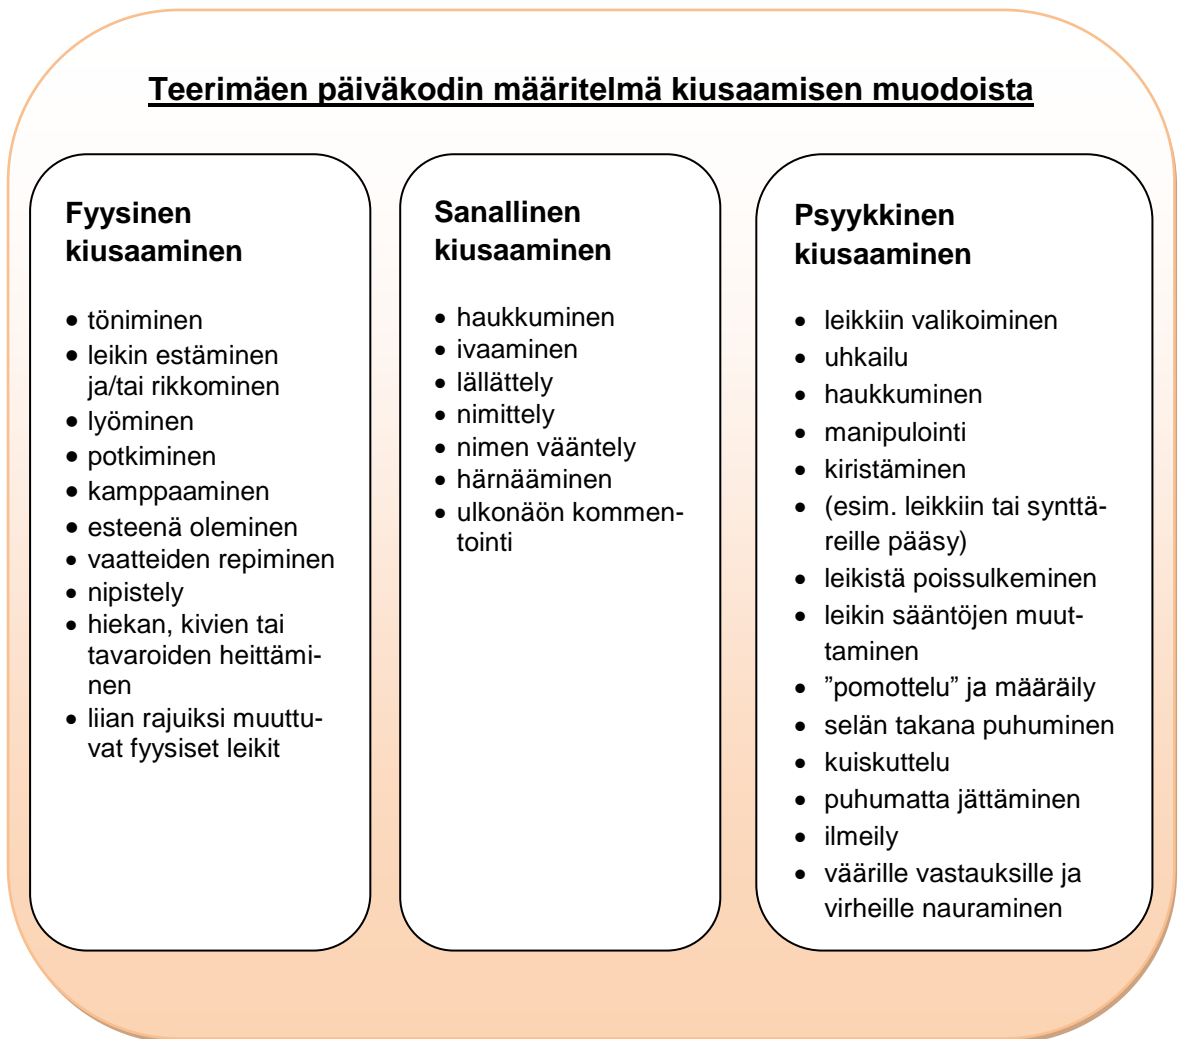 Teerimäen päiväkodin määritelmä kiusaamisen muodoista
Fyysinen
kiusaaminen
• töniminen
• leikin estäminen
ja/tai rikkominen
• lyöminen
• potkiminen
• kamppaaminen
• esteenä oleminen
• vaatteiden repiminen
• nipistely
• hiekan, kivien tai
tavaroiden heittämi-
nen
• liian rajuiksi muuttu-
vat fyysiset leikit
Sanallinen
kiusaaminen
• haukkuminen
• ivaaminen
• lällättely
• nimittely
• nimen vääntely
• härnääminen
• ulkonäön kommen-
tointi
Psyykkinen
kiusaaminen
• leikkiin valikoiminen
• uhkailu
• haukkuminen
• manipulointi
• kiristäminen
• (esim. leikkiin tai synttä-
reille pääsy)
• leikistä poissulkeminen
• leikin sääntöjen muut-
taminen
• ”pomottelu” ja määräily
• selän takana puhuminen
• kuiskuttelu
• puhumatta jättäminen
• ilmeily
• väärille vastauksille ja
virheille nauraminen